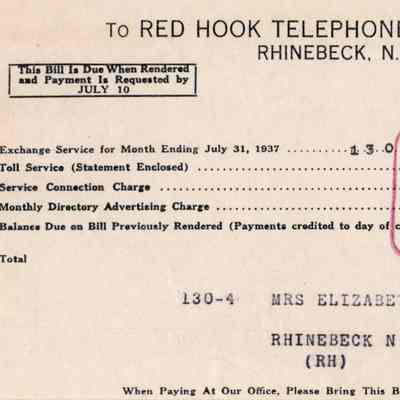 To RED HOOK TELEPHONE
RHINEBECK, N.
This Bill Is Due When Rendered
and Payment Is Requested by
JULY 10
Exchange Service for Month Ending July 31, 1937 ............130
Toll Service (Statement Enclosed) ..............................
Service Connection Charge ..............................
Monthly Directory Advertising Charge ..............................
Balance Due on Bill Previously Rendered (Payments credited to day of
Total
130-4 MRS ELIZABE
RHINEBECK N
(RH)
When Paying At Our Office, Please Bring This B